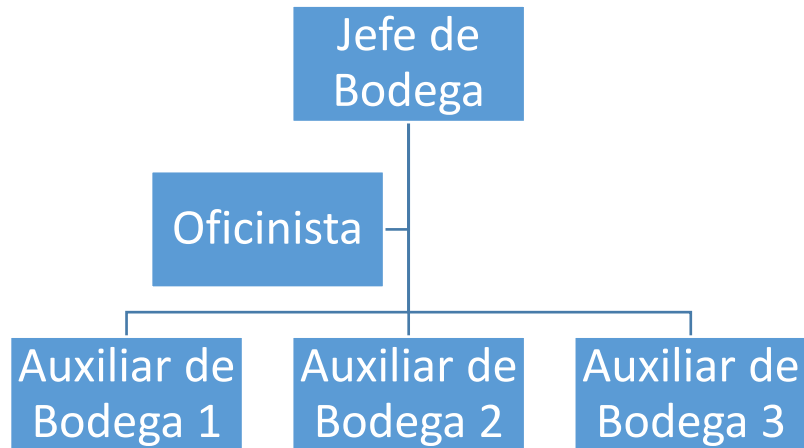 Jefe de
Bodega
Oficinista
Auxiliar de
Bodega 1
Auxiliar de
Bodega 2
Auxiliar de
Bodega 3